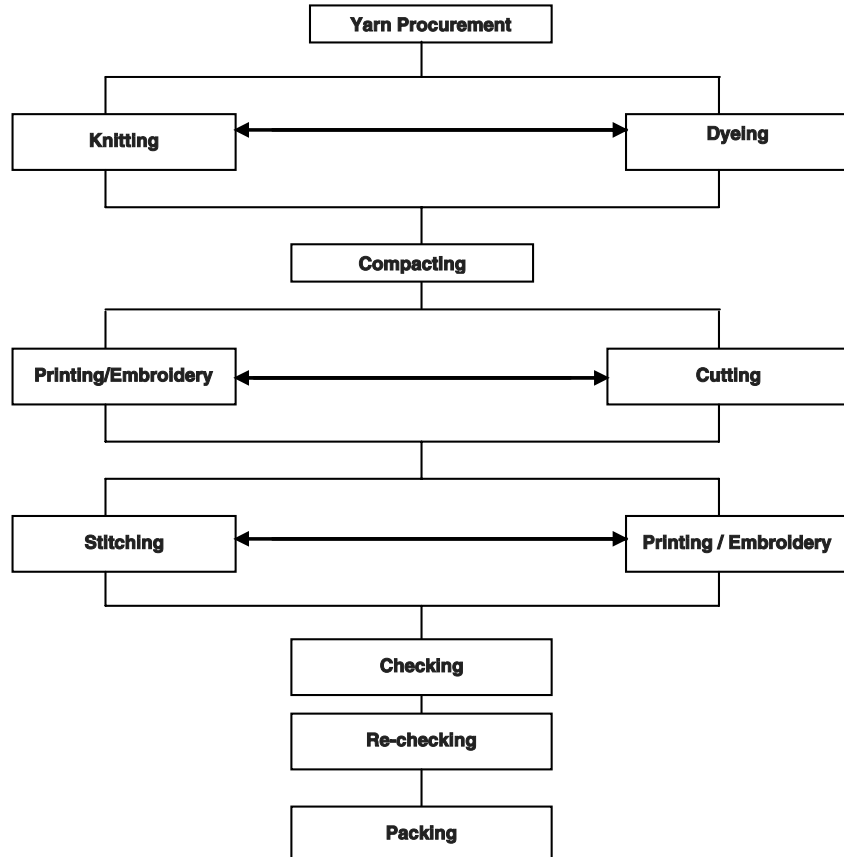 Yarn Procurement
Knitting
Dyeing
Compacting
Printing/Embroidery
Cutting
Stitching
Printing / Embroidery
Checking
Re-checking
Packing